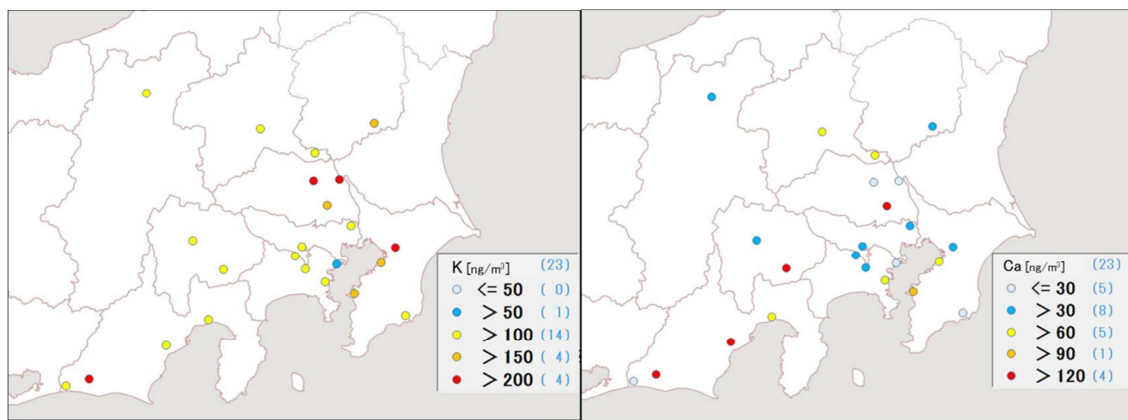 K [ng/m³] (23)
<= 50 ( 0)
> 50 ( 1)
> 100 (14)
> 150 ( 4)
> 200 ( 4)
Ca [ng/m³] (23)
<= 30 (5)
> 30 (8)
> 60 (5)
> 90 (1)
> 120 (4)